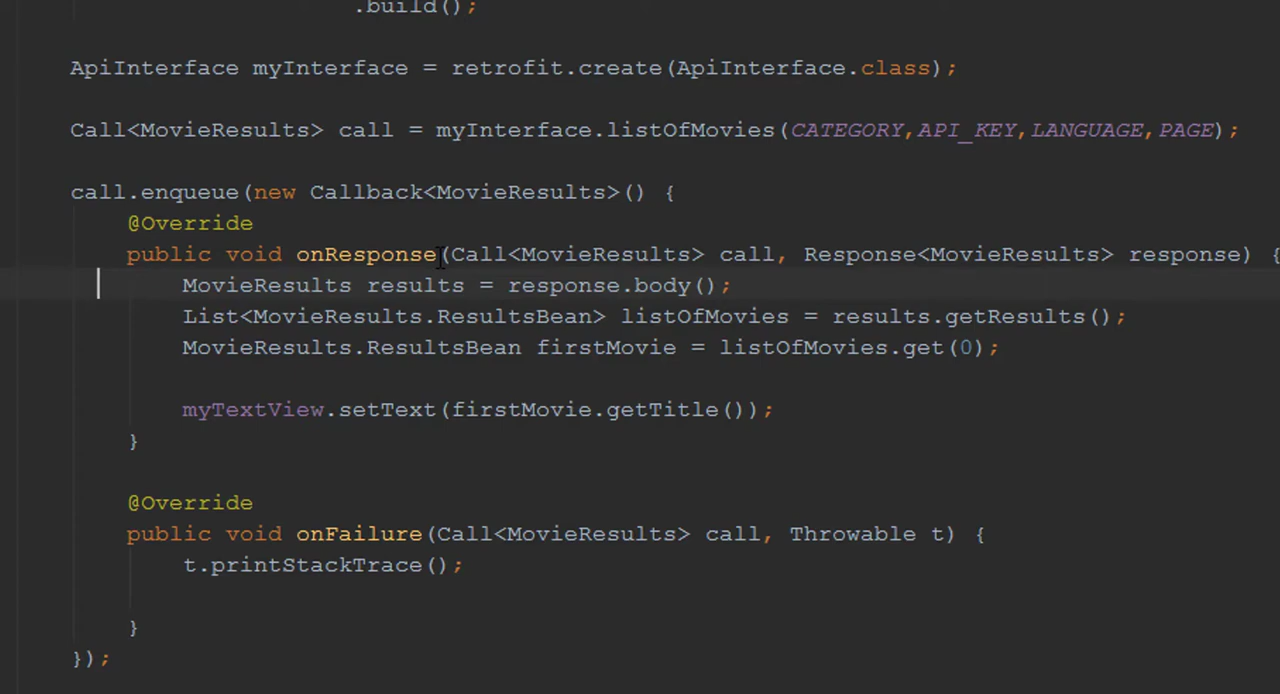 .build();
ApiInterface myInterface = retrofit.create(ApiInterface.class);
Call<MovieResults> call = myInterface.listOfMovies(CATEGORY,API_KEY,LANGUAGE,PAGE);
call.enqueue(new Callback<MovieResults>() {
@Override
public void onResponse(Call<MovieResults> call, Response<MovieResults> response) {
MovieResults results = response.body();
List<MovieResults.ResultsBean> listOfMovies = results.getResults();
MovieResults.ResultsBean firstMovie = listOfMovies.get(0);
myTextView.setText(firstMovie.getTitle());
}
@Override
public void onFailure(Call<MovieResults> call, Throwable t) {
t.printStackTrace();
}
});